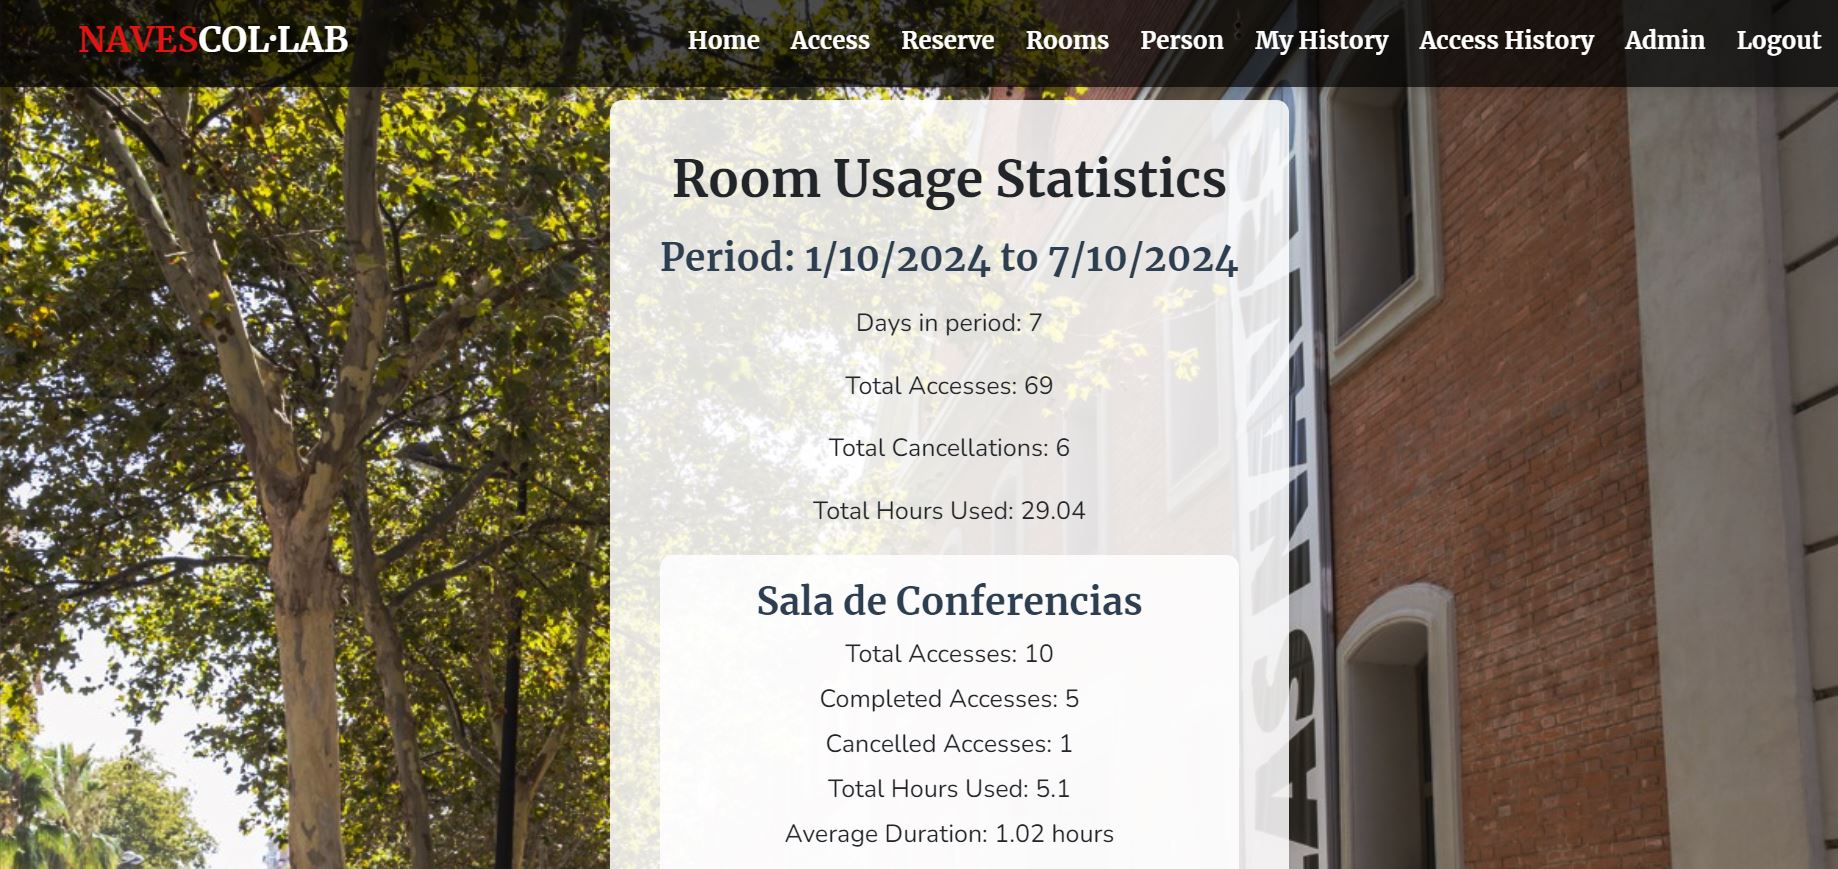 NAVESCOL·LAB
Home Access Reserve Rooms Person My History Access History Admin Logout
Room Usage Statistics
Period: 1/10/2024 to 7/10/2024
Days in period: 7
Total Accesses: 69
Total Cancellations: 6
Total Hours Used: 29.04
Sala de Conferencias
Total Accesses: 10
Completed Accesses: 5
Cancelled Accesses: 1
Total Hours Used: 5.1
Average Duration: 1.02 hours